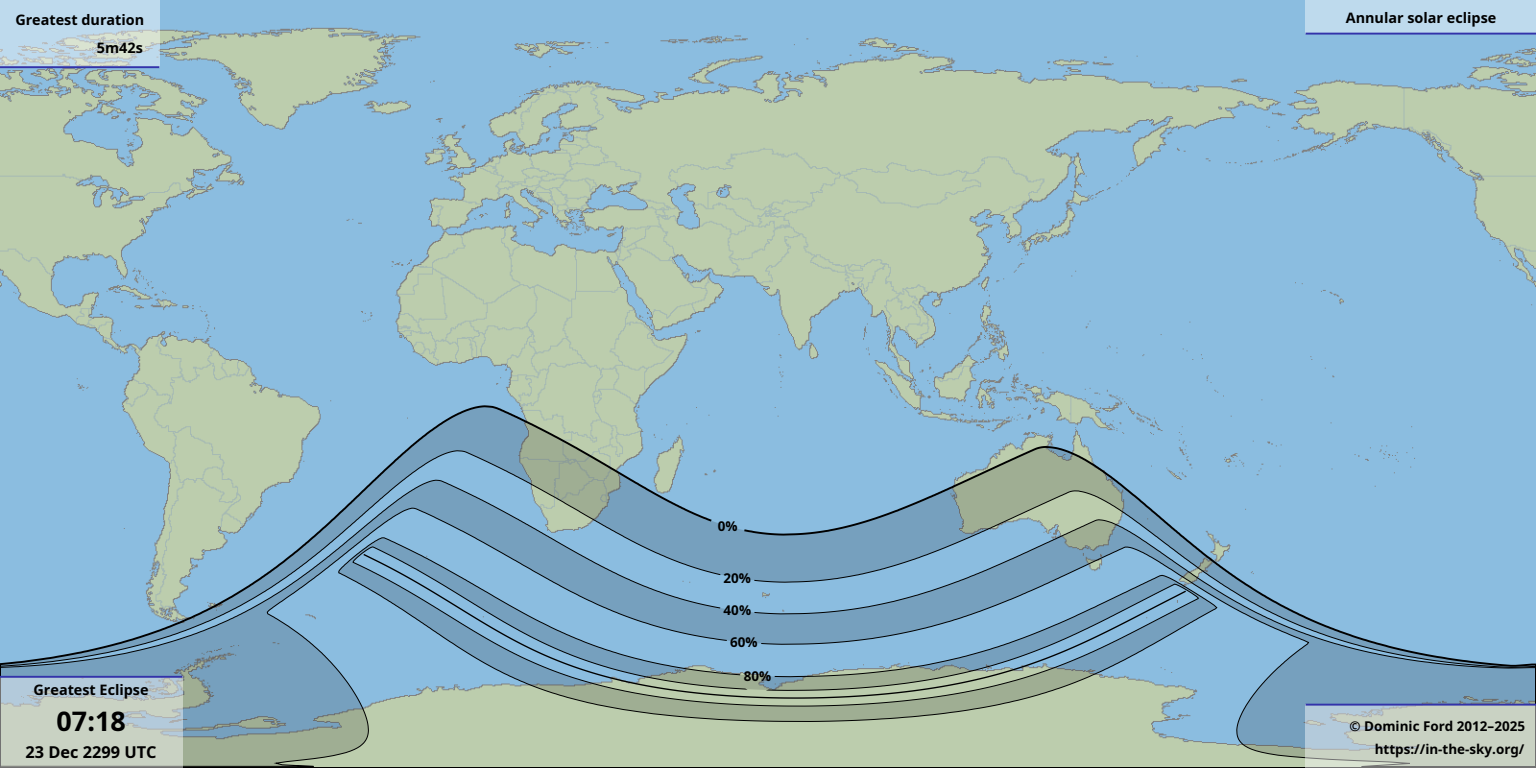 Greatest duration
5m42s
Annular solar eclipse
0%
20%
40%
60%
80%
Greatest Eclipse
07:18
23 Dec 2299 UTC
© Dominic Ford 2012–2025
https://in-the-sky.org/